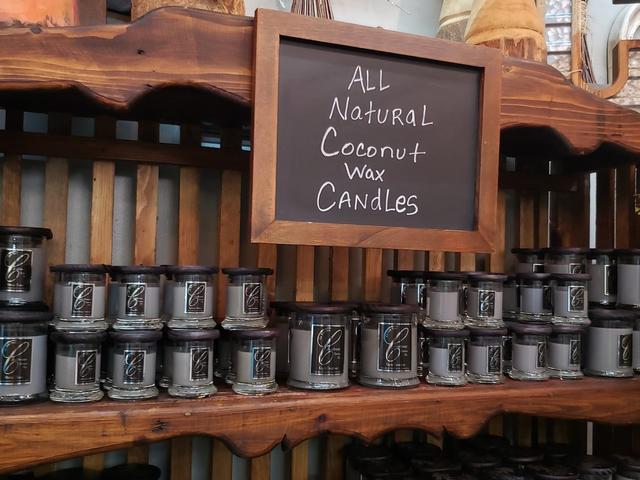 ALL
Natural
Coconut
Wax
CANdLES